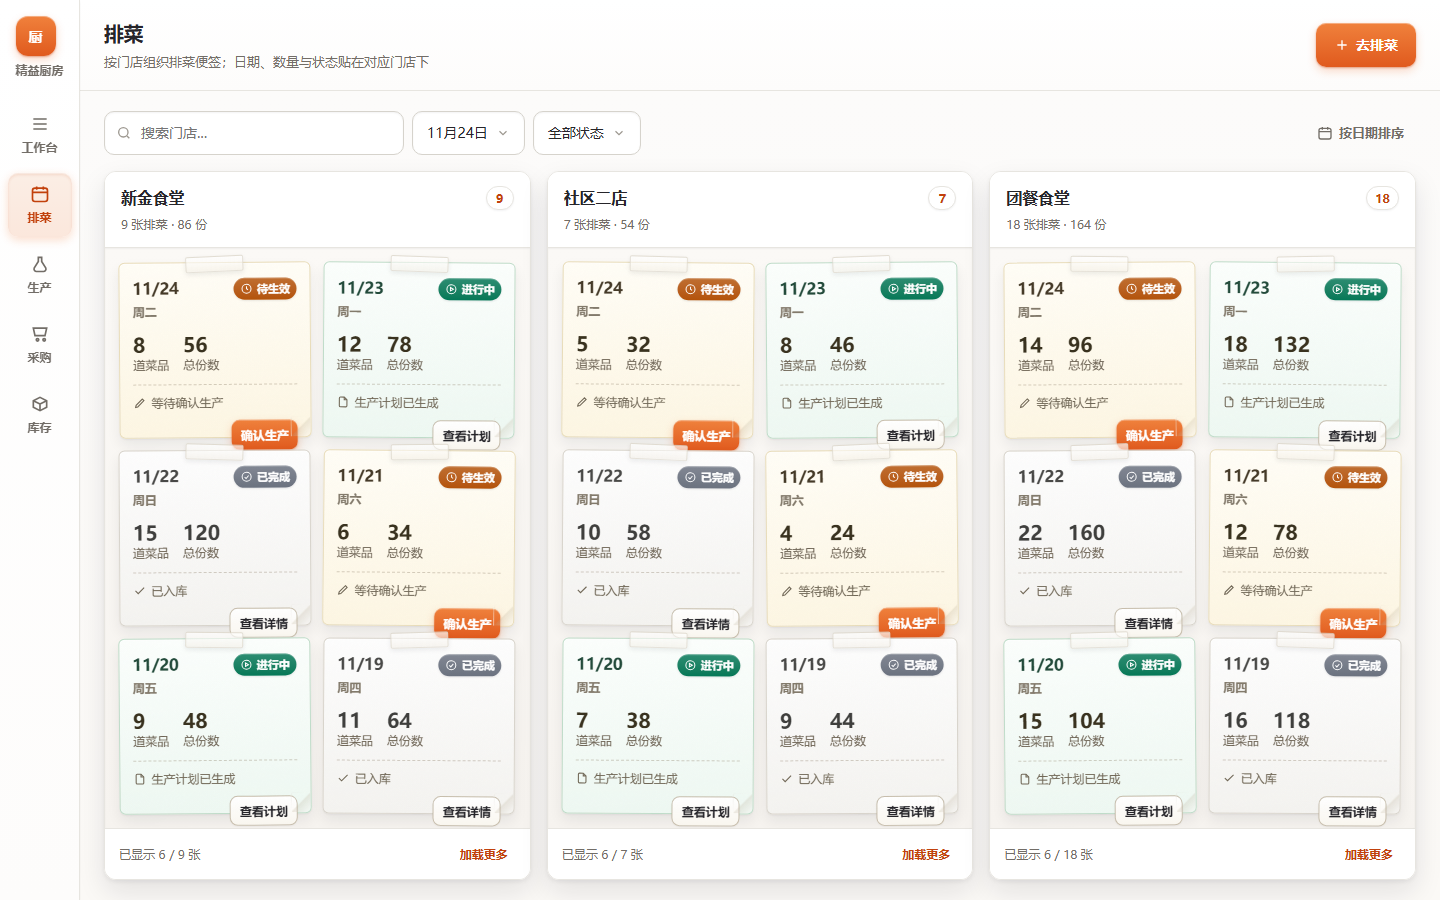 厨
精益厨房
工作台
排菜
生产
采购
库存
排菜
按门店组织排菜便签；日期、数量与状态贴在对应门店下
去排菜
搜索门店...
11月24日
全部状态
按日期排序
新金食堂
9
9 张排菜 · 86 份
11/24
待生效
周二
8
56
道菜品
总份数
等待确认生产
确认生产
11/23
进行中
周一
12
78
道菜品
总份数
生产计划已生成
查看计划
11/22
已完成
周日
15
120
道菜品
总份数
已入库
查看详情
11/21
待生效
周六
6
34
道菜品
总份数
等待确认生产
确认生产
11/20
进行中
周五
9
48
道菜品
总份数
生产计划已生成
查看计划
11/19
已完成
周四
11
64
道菜品
总份数
已入库
查看详情
已显示 6 / 9 张
加载更多
社区二店
7
7 张排菜 · 54 份
11/24
待生效
周二
5
32
道菜品
总份数
等待确认生产
确认生产
11/23
进行中
周一
8
46
道菜品
总份数
生产计划已生成
查看计划
11/22
已完成
周日
10
58
道菜品
总份数
已入库
查看详情
11/21
待生效
周六
4
24
道菜品
总份数
等待确认生产
确认生产
11/20
进行中
周五
7
38
道菜品
总份数
生产计划已生成
查看计划
11/19
已完成
周四
9
44
道菜品
总份数
已入库
查看详情
已显示 6 / 7 张
加载更多
团餐食堂
18
18 张排菜 · 164 份
11/24
待生效
周二
14
96
道菜品
总份数
等待确认生产
确认生产
11/23
进行中
周一
18
132
道菜品
总份数
生产计划已生成
查看计划
11/22
已完成
周日
22
160
道菜品
总份数
已入库
查看详情
11/21
待生效
周六
12
78
道菜品
总份数
等待确认生产
确认生产
11/20
进行中
周五
15
104
道菜品
总份数
生产计划已生成
查看计划
11/19
已完成
周四
16
118
道菜品
总份数
已入库
查看详情
已显示 6 / 18 张
加载更多